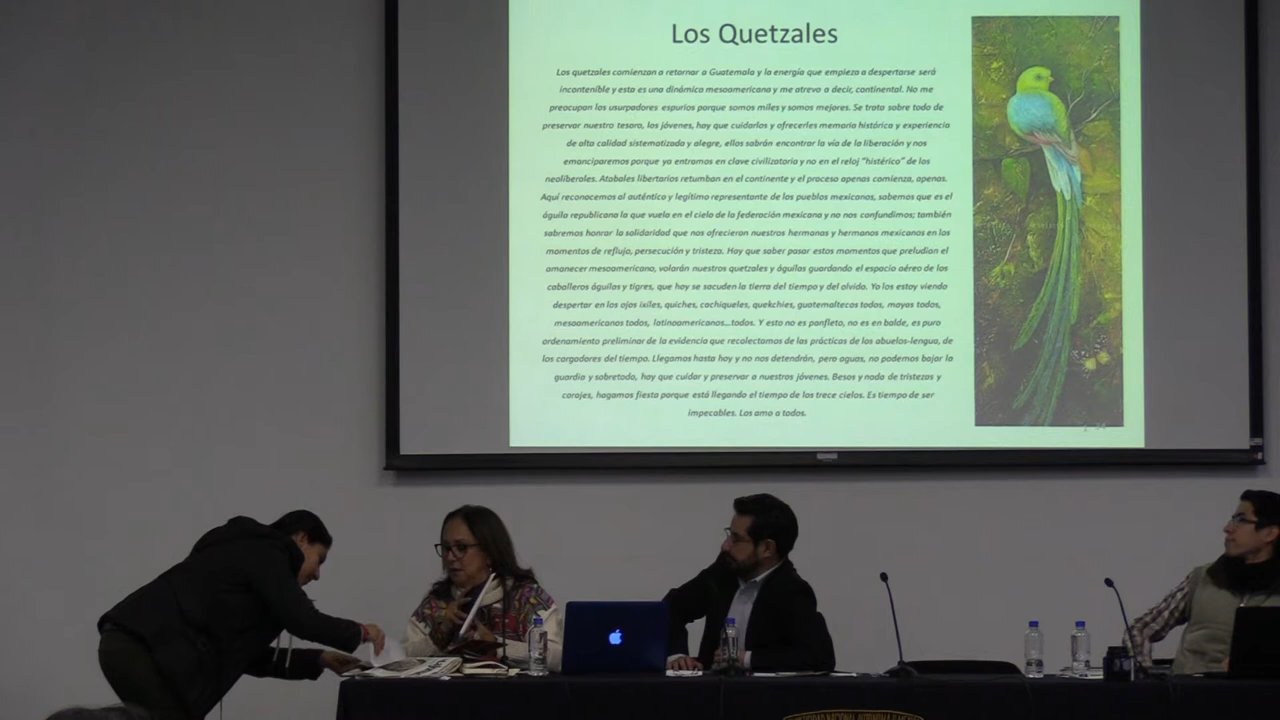 Los Quetzales
Los quetzales comienzan a retornar a Guatemala y la energía que empieza a despertarse será
incontenible y esta es una dinámica mesoamericana y me atrevo a decir, continental. No me
preocupan los usurpadores espurios porque somos miles y somos mejores. Se trata sobre todo de
preservar nuestro tesoro, los jóvenes, hay que cuidarlos y ofrecerles memoria histórica y experiencia
de alta calidad sistematizada y alegre, ellos sabrán encontrar la vía de la liberación y nos
emanciparemos porque ya entramos en clave civilizatoria y no en el reloj "histérico" de los
neoliberales. Atabales libertarios retumban en el continente y el proceso apenas comienza, apenas.
Aquí reconocemos al auténtico y legítimo representante de los pueblos mexicanos, sabemos que es el
águila republicana la que vuela en el cielo de la federación mexicana y no nos confundimos; también
sabremos honrar la solidaridad que nos ofrecieron nuestros hermanas y hermanos mexicanos en los
momentos de reflujo, persecución y tristeza. Hay que saber pasar estos momentos que preludian el
amanecer mesoamericano, volarán nuestros quetzales y águilas guardando el espacio aéreo de los
caballeros águilas y tigres, que hoy se sacuden la tierra del tiempo y del olvido. Ya los estoy viendo
despertar en los ojos ixiles, quiches, cachiqueles, quekchíes, guatemaltecos todos, mayas todos,
mesoamericanos todos, latinoamericanos...todos. Y esto no es panfleto, no es en balde, es puro
ordenamiento preliminar de la evidencia que recolectamos de las prácticas de los abuelos-lengua, de
los cargadores del tiempo. Llegamos hasta hoy y no nos detendrán, pero aguas, no podemos bajar la
guardia y sobretodo, hay que cuidar y preservar a nuestros jóvenes. Besos y nada de tristezas y
corajes, hagamos fiesta porque está llegando el tiempo de los trece cielos. Es tiempo de ser
impecables. Los amo a todos.